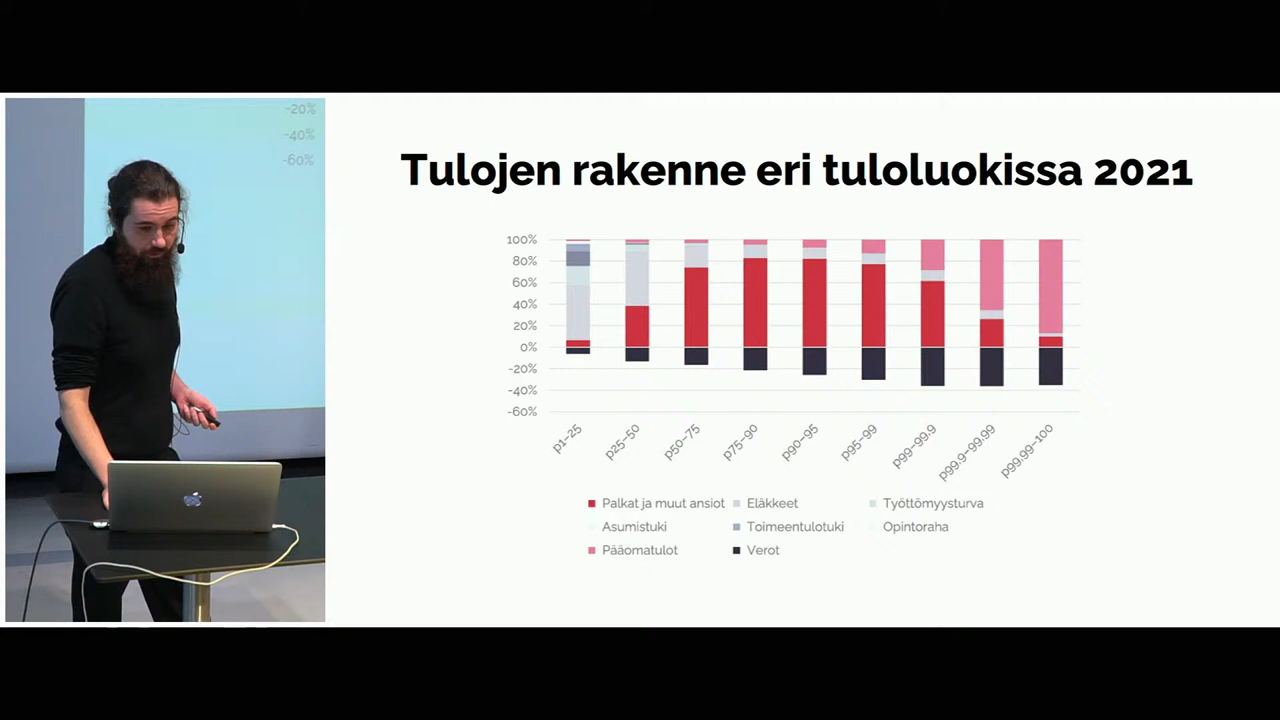 -20%
-40%
-60%
Tulojen rakenne eri tuloluokissa 2021
100%
80%
60%
40%
20%
0%
-20%
-40%
-60%
p1-25
p25-50
p50-75
p75-90
p90-95
p95-99
p99-99.9
p99.9-99.99
p99.99-100
Palkat ja muut ansiot Eläkkeet Työttömyysturva
Asumistuki Toimeentulotuki Opintoraha
Pääomatulot Verot